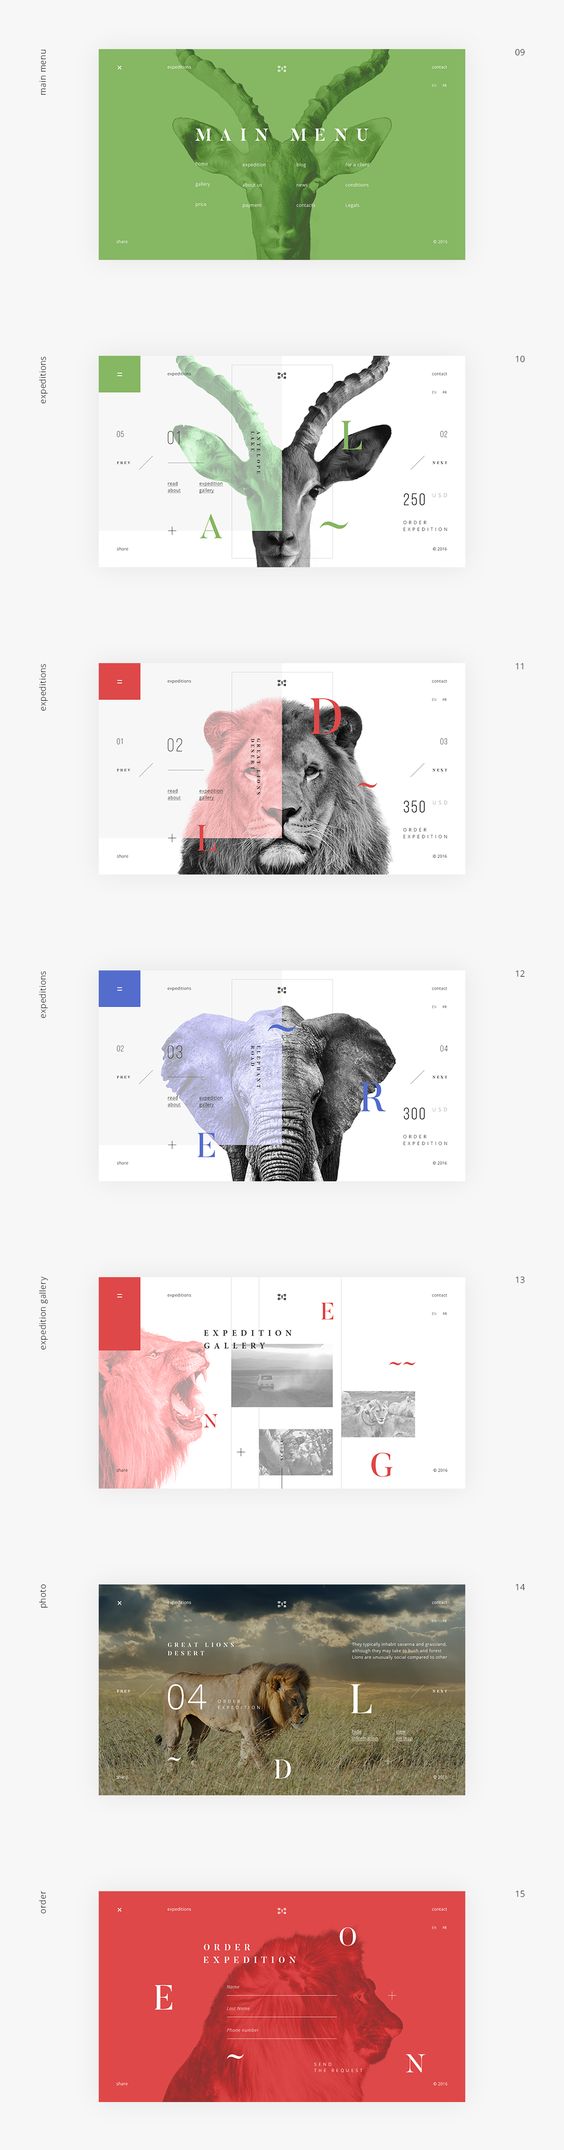 main menu
09
×
expeditions
contact
EN FR
MAIN MENU
home
expedition
blog
for a client
gallery
about us
news
conditions
price
payment
contacts
Legals
share
© 2016
expeditions
10
=
expeditions
contact
EN FR
L
05
01
ANTELOPE
LAKE
02
PREV
NEXT
read
about
expedition
gallery
250 USD
+
A
~
ORDER
EXPEDITION
share
© 2016
expeditions
11
=
expeditions
contact
EN FR
D
01
02
GREAT LIONS
DESERT
03
PREV
NEXT
read
about
expedition
gallery
~
350 USD
+
L
ORDER
EXPEDITION
share
© 2016
expeditions
12
=
expeditions
contact
EN FR
~
02
03
ELEPHANT
ROAD
04
PREV
NEXT
read
about
expedition
gallery
R
300 USD
+
E
ORDER
EXPEDITION
share
© 2016
expedition gallery
13
=
expeditions
contact
EN FR
E
EXPEDITION
GALLERY
~~
N
+
G
share
© 2016
photo
14
×
expeditions
contact
GREAT LIONS
DESERT
They typically inhabit savanna and grassland,
although they may take to bush and forest
Lions are unusually social compared to other
PREV
NEXT
04
ORDER
EXPEDITION
L
hide
information
view
~
D
share
© 2016
order
15
×
expeditions
contact
EN FR
O
ORDER
EXPEDITION
Name
E
Last Name
+
Phone number
~
SEND
THE REQUEST
N
share
© 2016